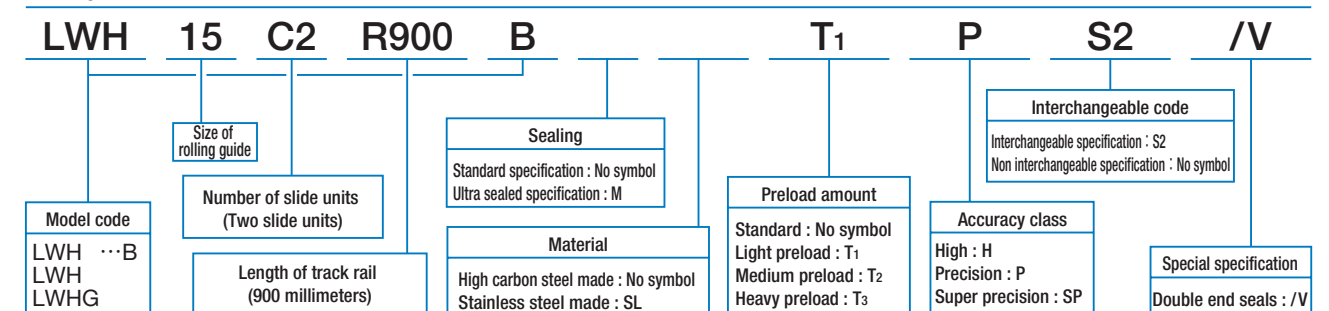 LWH 15 C2 R900 B T1 P S2 /V
Size of
rolling guide
Number of slide units
(Two slide units)
Length of track rail
(900 millimeters)
Model code
LWH …B
LWH
LWHG
Sealing
Standard specification : No symbol
Ultra sealed specification : M
Material
High carbon steel made : No symbol
Stainless steel made : SL
Preload amount
Standard : No symbol
Light preload : T1
Medium preload : T2
Heavy preload : T3
Interchangeable code
Interchangeable specification : S2
Non interchangeable specification : No symbol
Accuracy class
High : H
Precision : P
Super precision : SP
Special specification
Double end seals : /V